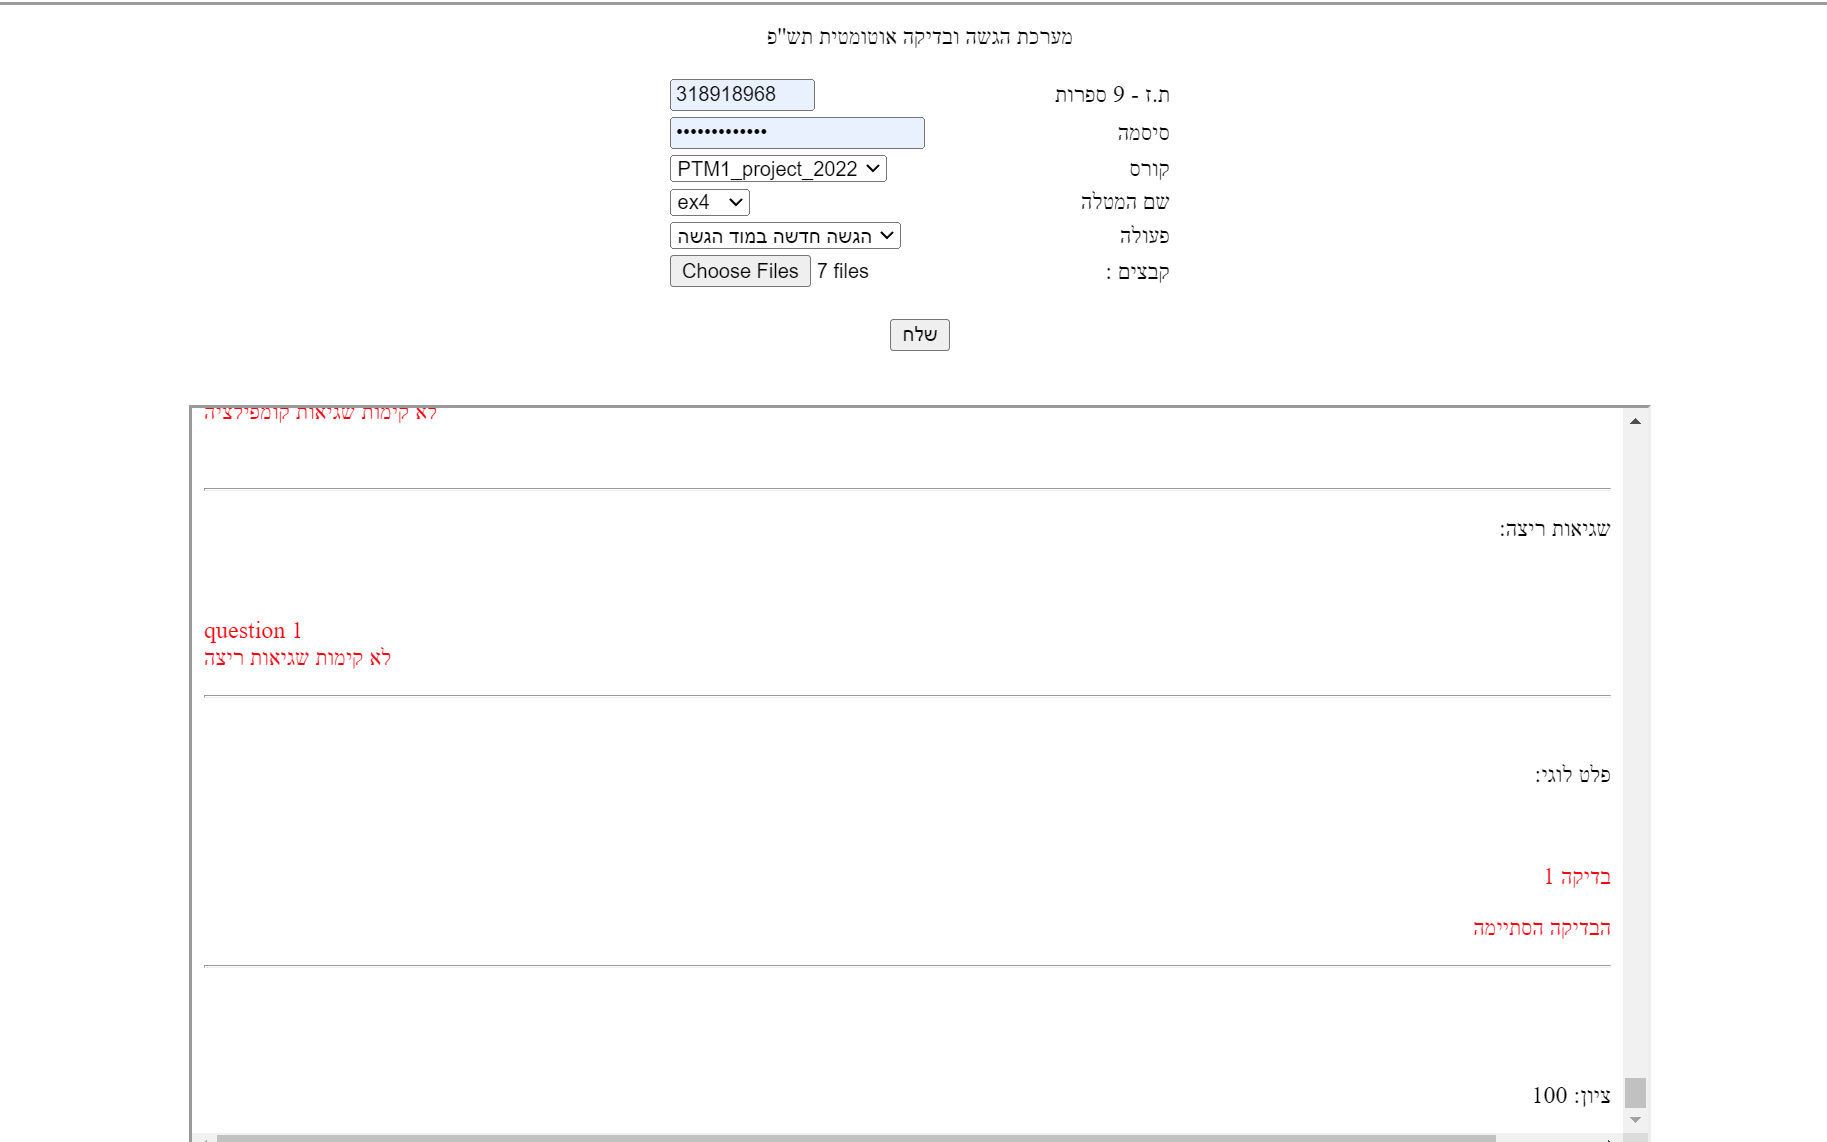 מערכת הגשה ובדיקה אוטומטית תש"פ
ת.ז - 9 ספרות 318918968
סיסמה •••••••••••••
קורס PTM1_project_2022
שם המטלה ex4
פעולה הגשה חדשה במוד הגשה
קבצים : Choose Files 7 files
שלח
לא קימות שגיאות קומפילציה
שגיאות ריצה:
question 1
לא קימות שגיאות ריצה
פלט לוגי:
בדיקה 1
הבדיקה הסתיימה
ציון: 100